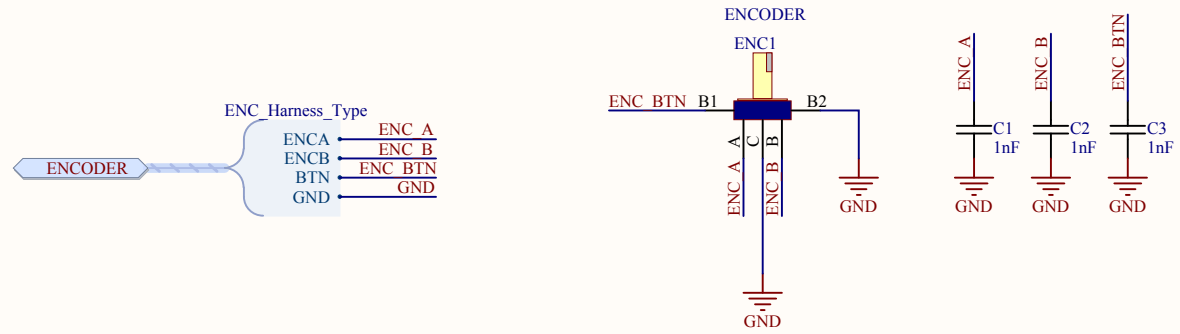 ENCODER
ENC_Harness_Type
ENCA
ENC_A
ENCB
ENC_B
BTN
ENC_BTN
GND
GND
ENCODER
ENC1
ENC_BTN
B1
B2
A
C
B
ENC_A
ENC_B
GND
GND
ENC_A
C1
1nF
GND
ENC_B
C2
1nF
GND
ENC_BTN
C3
1nF
GND